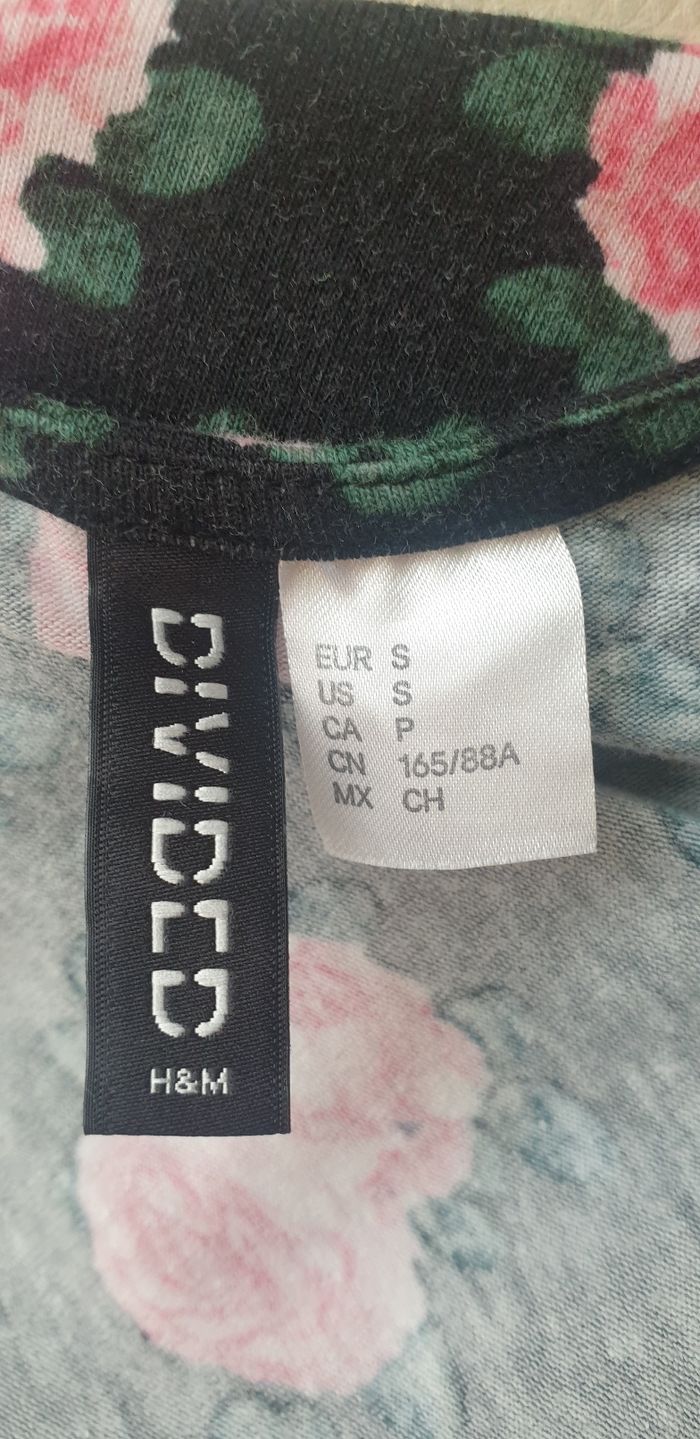 DIVIDED
H&M
EUR S
US S
CA P
CN 165/88A
MX CH